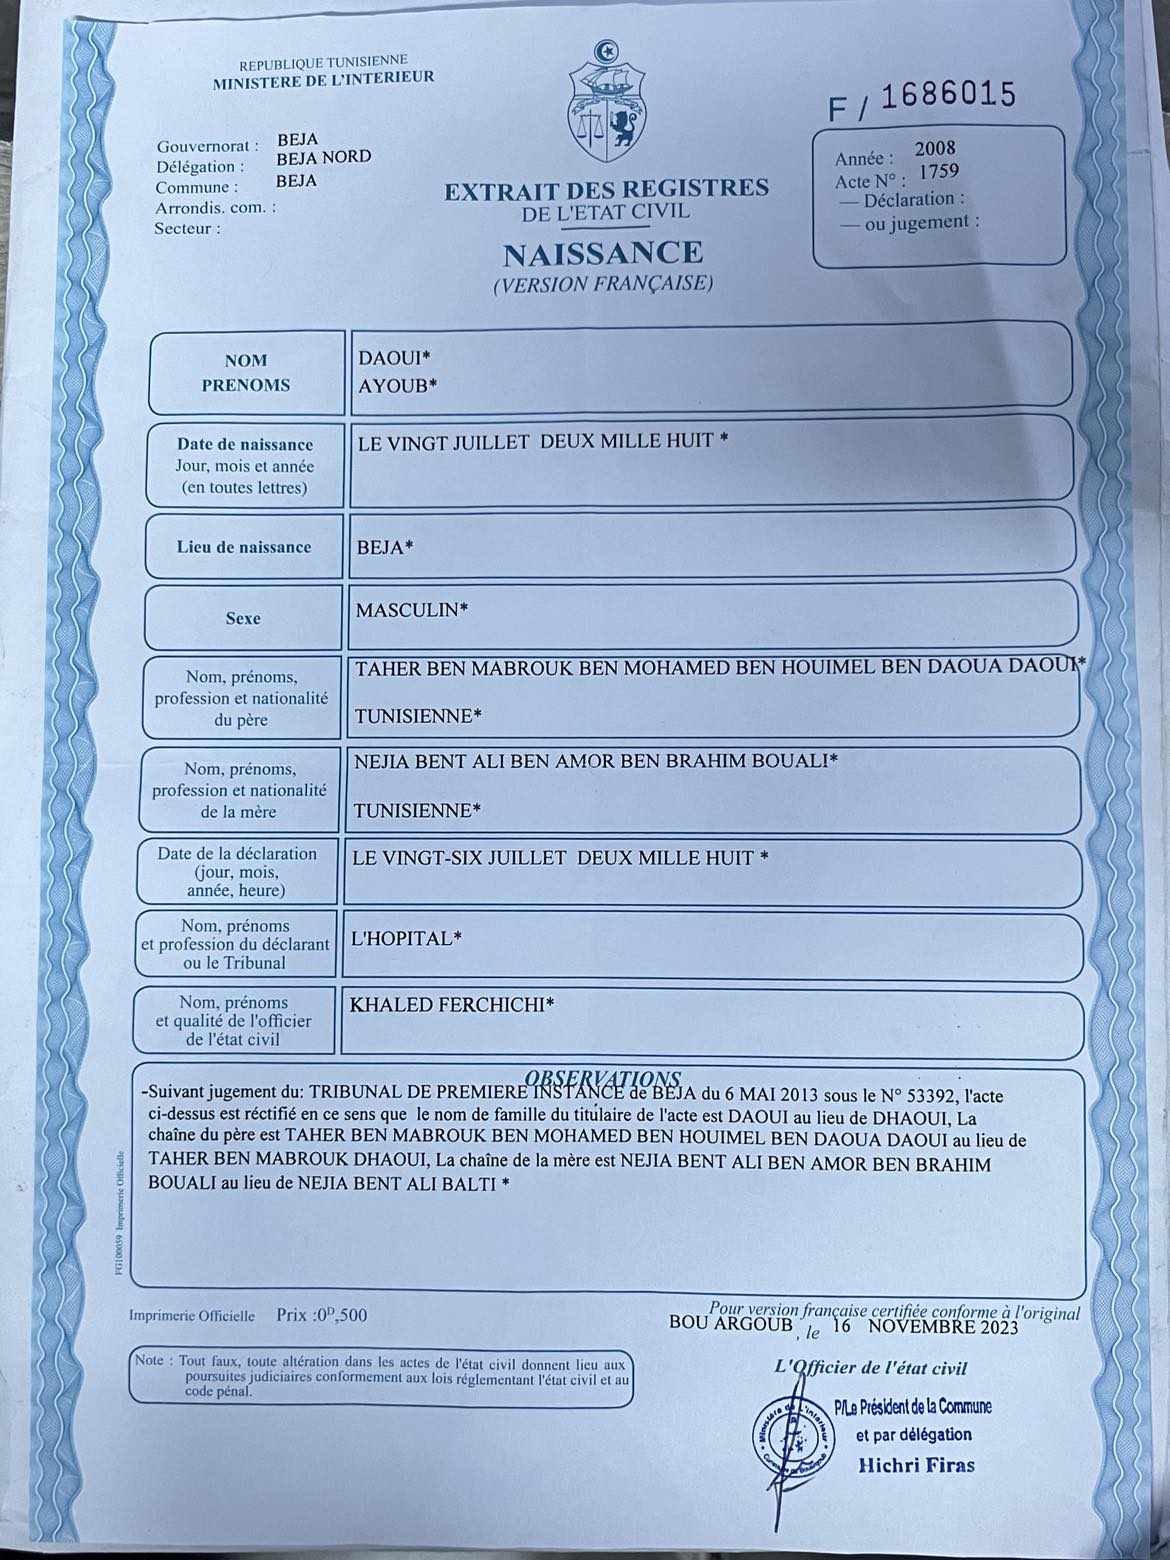 REPUBLIQUE TUNISIENNE
MINISTERE DE L'INTERIEUR
F / 1686015
Gouvernorat : BEJA
Délégation : BEJA NORD
Commune : BEJA
Arrondis. com. :
Secteur :
EXTRAIT DES REGISTRES
DE L'ETAT CIVIL
NAISSANCE
(VERSION FRANÇAISE)
Année : 2008
Acte N° : 1759
— Déclaration :
— ou jugement :
NOM DAOUI*
PRENOMS AYOUB*
Date de naissance LE VINGT JUILLET DEUX MILLE HUIT *
Jour, mois et année
(en toutes lettres)
Lieu de naissance BEJA*
Sexe MASCULIN*
Nom, prénoms, TAHER BEN MABROUK BEN MOHAMED BEN HOUIMEL BEN DAOUA DAOUI*
profession et nationalité
du père TUNISIENNE*
Nom, prénoms, NEJIA BENT ALI BEN AMOR BEN BRAHIM BOUALI*
profession et nationalité
de la mère TUNISIENNE*
Date de la déclaration LE VINGT-SIX JUILLET DEUX MILLE HUIT *
(jour, mois,
année, heure)
Nom, prénoms
et profession du déclarant L'HOPITAL*
ou le Tribunal
Nom, prénoms KHALED FERCHICHI*
et qualité de l'officier
de l'état civil
OBSERVATIONS
-Suivant jugement du: TRIBUNAL DE PREMIERE INSTANCE de BEJA du 6 MAI 2013 sous le N° 53392, l'acte
ci-dessus est réctifié en ce sens que le nom de famille du titulaire de l'acte est DAOUI au lieu de DHAOUI, La
chaîne du père est TAHER BEN MABROUK BEN MOHAMED BEN HOUIMEL BEN DAOUA DAOUI au lieu de
TAHER BEN MABROUK DHAOUI, La chaîne de la mère est NEJIA BENT ALI BEN AMOR BEN BRAHIM
BOUALI au lieu de NEJIA BENT ALI BALTI *
FG100059 Imprimerie Officielle
Imprimerie Officielle Prix :0ᴰ,500
Pour version française certifiée conforme à l'original
BOU ARGOUB , le 16 NOVEMBRE 2023
Note : Tout faux, toute altération dans les actes de l'état civil donnent lieu aux
poursuites judiciaires conformement aux lois réglementant l'état civil et au
code pénal.
L'Officier de l'état civil
P/Le Président de la Commune
et par délégation
Hichri Firas
Ministère de L'interieur